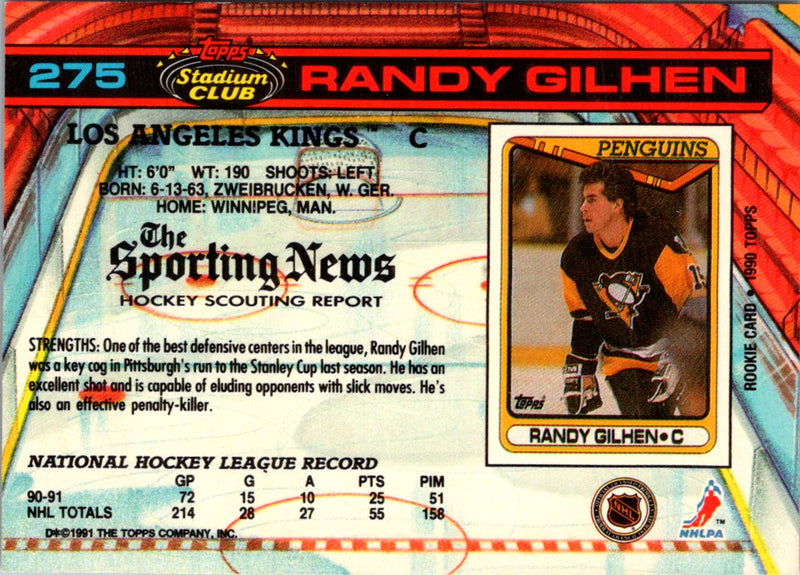 275
Topps
Stadium
CLUB
RANDY GILHEN
LOS ANGELES KINGS™ C
HT: 6'0" WT: 190 SHOOTS: LEFT
BORN: 6-13-63, ZWEIBRUCKEN, W. GER.
HOME: WINNIPEG, MAN.
The
Sporting News
HOCKEY SCOUTING REPORT
STRENGTHS: One of the best defensive centers in the league, Randy Gilhen
was a key cog in Pittsburgh's run to the Stanley Cup last season. He has an
excellent shot and is capable of eluding opponents with slick moves. He's
also an effective penalty-killer.
NATIONAL HOCKEY LEAGUE RECORD
GP G A PTS PIM
90-91 72 15 10 25 51
NHL TOTALS 214 28 27 55 158
D*©1991 THE TOPPS COMPANY, INC.
PENGUINS
Topps
RANDY GILHEN • C
ROOKIE CARD • 1990 TOPPS
NHL
NHLPA™